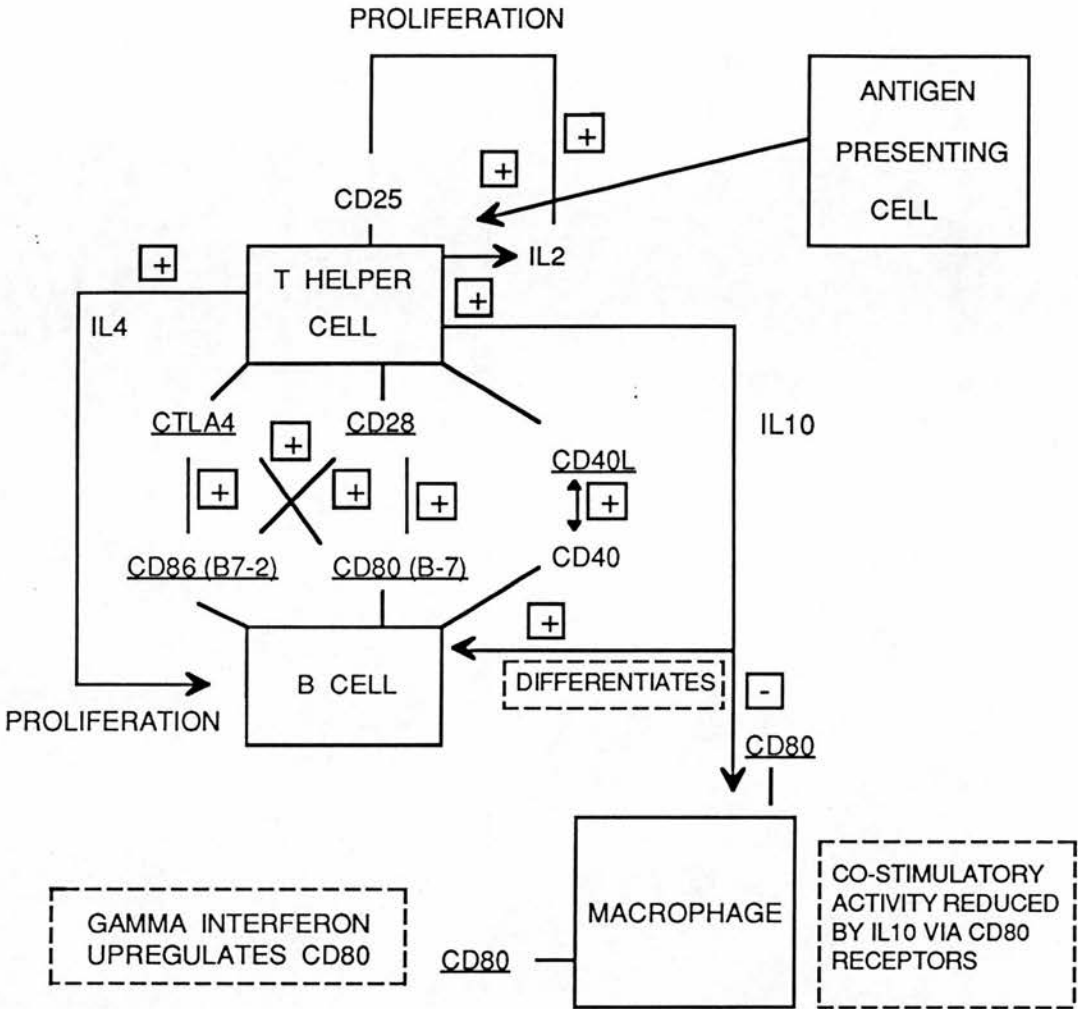 PROLIFERATION
ANTIGEN
PRESENTING
CELL
+
+
CD25
+
IL2
T HELPER
CELL
+
IL4
CTLA4
CD28
IL10
+
CD40L
+
+
+
+
CD86 (B7-2)
CD80 (B-7)
CD40
+
B CELL
DIFFERENTIATES
-
PROLIFERATION
CD80
MACROPHAGE
CO-STIMULATORY
ACTIVITY REDUCED
BY IL10 VIA CD80
RECEPTORS
GAMMA INTERFERON
UPREGULATES CD80
CD80